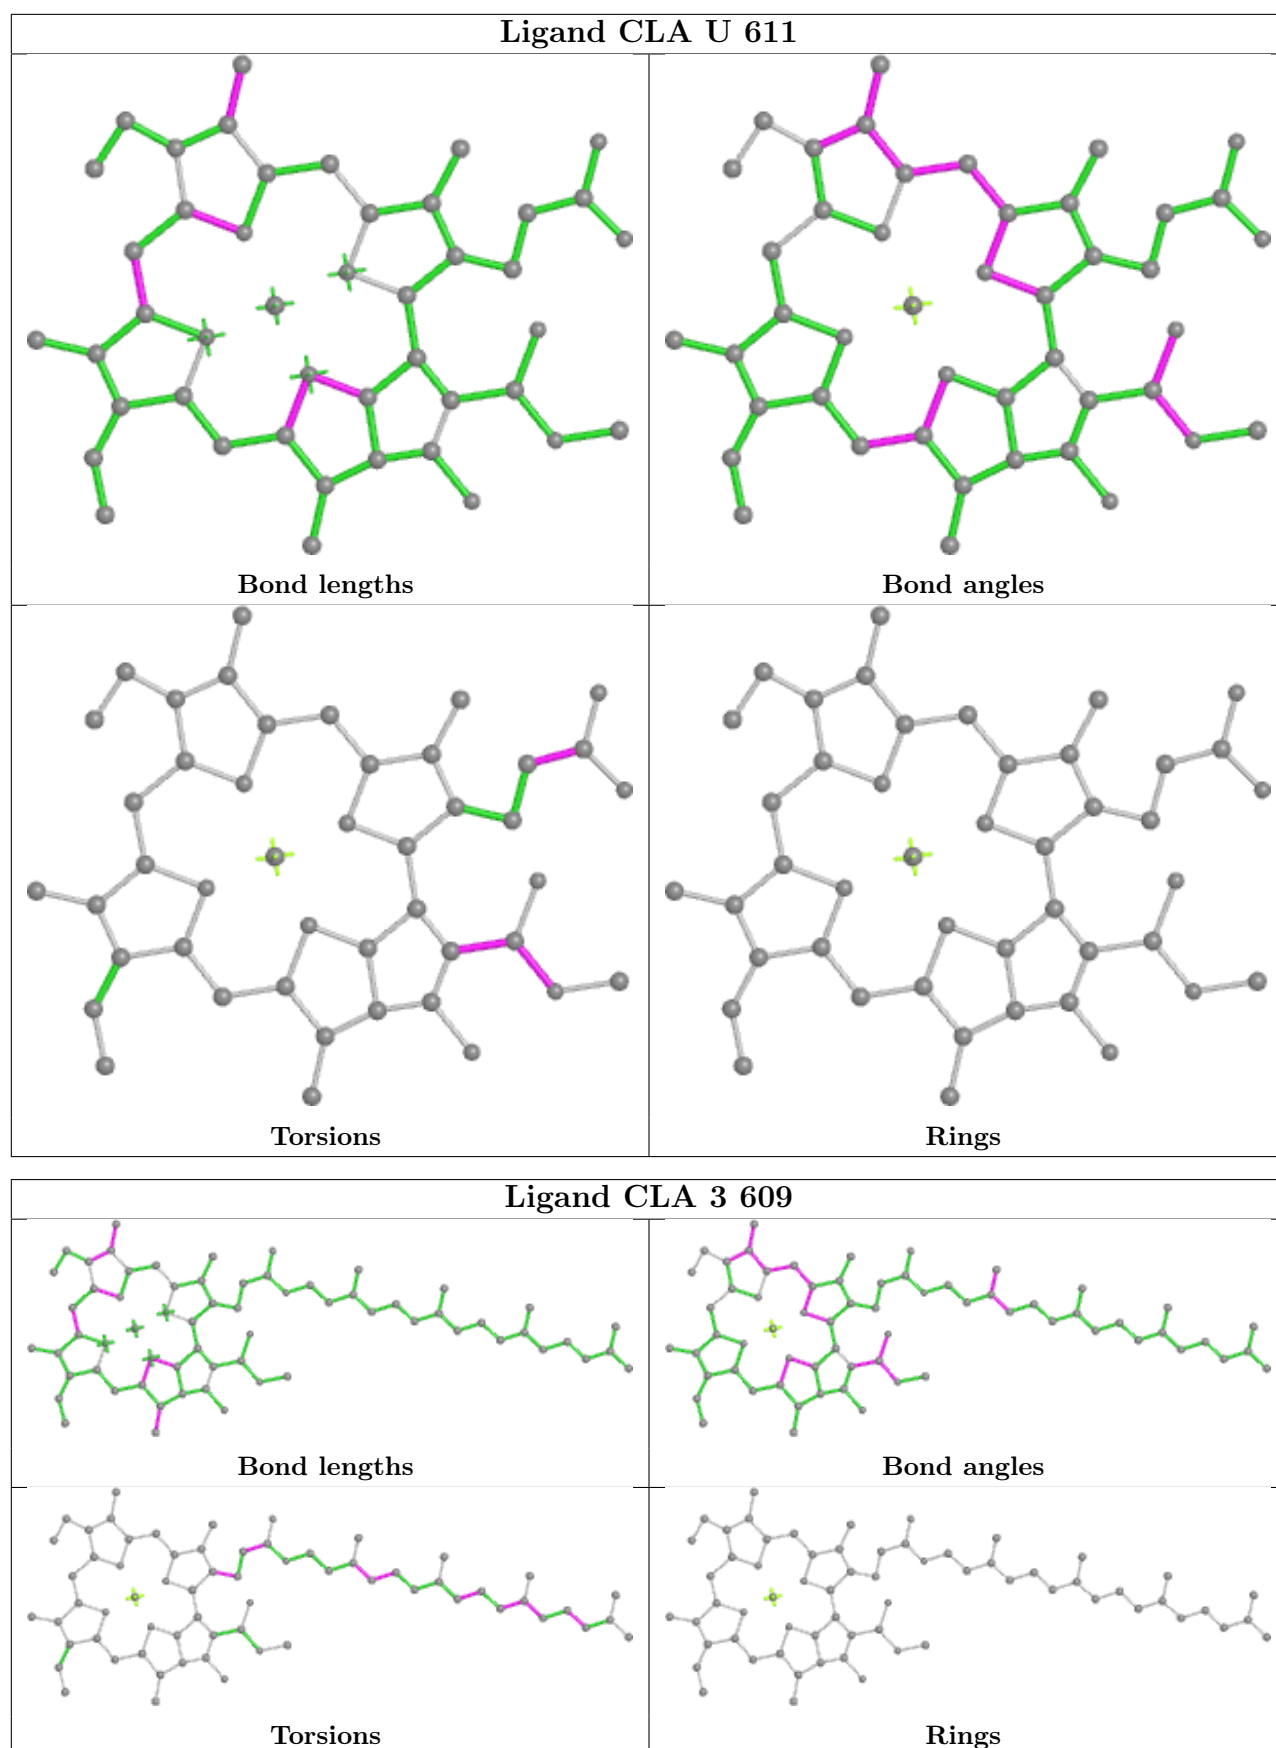 Ligand CLA U 611
Bond lengths
Bond angles
Torsions
Rings
Ligand CLA 3 609
Bond lengths
Bond angles
Torsions
Rings